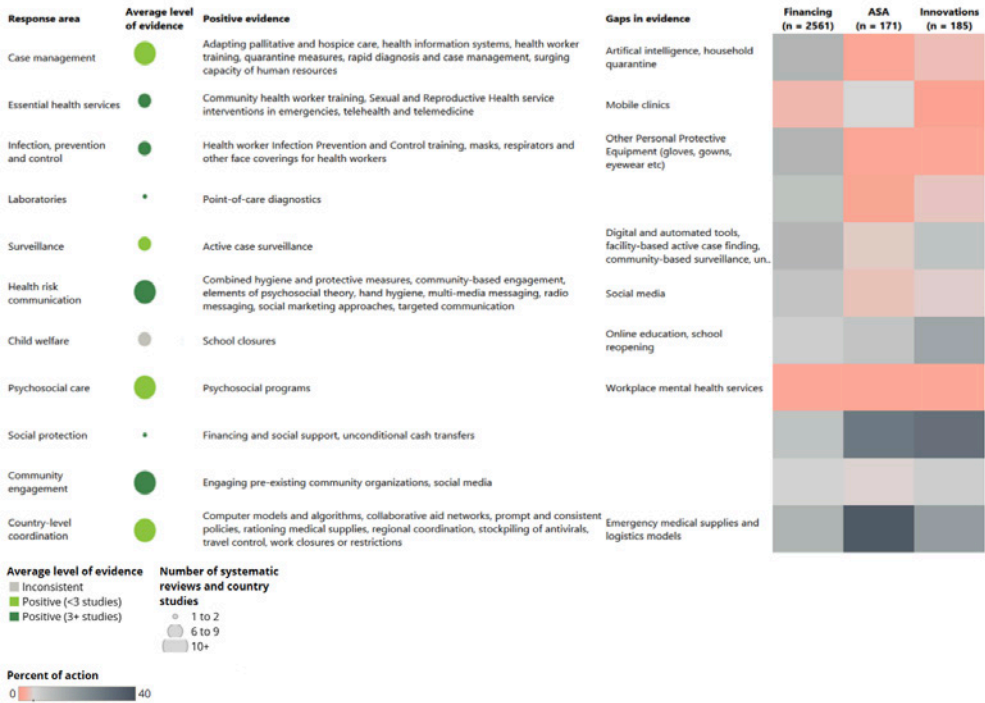 Response area
Average level
of evidence
Positive evidence
Gaps in evidence
Financing
(n = 2561)
ASA
(n = 171)
Innovations
(n = 185)
Case management
Adapting pallitative and hospice care, health information systems, health worker
training, quarantine measures, rapid diagnosis and case management, surging
capacity of human resources
Artifical intelligence, household
quarantine
Essential health services
Community health worker training, Sexual and Reproductive Health service
interventions in emergencies, telehealth and telemedicine
Mobile clinics
Infection, prevention
and control
Health worker Infection Prevention and Control training, masks, respirators and
other face coverings for health workers
Other Personal Protective
Equipment (gloves, gowns,
eyewear etc)
Laboratories
Point-of-care diagnostics
Surveillance
Active case surveillance
Digital and automated tools,
facility-based active case finding,
community-based surveillance, un..
Health risk
communication
Combined hygiene and protective measures, community-based engagement,
elements of psychosocial theory, hand hygiene, multi-media messaging, radio
messaging, social marketing approaches, targeted communication
Social media
Child welfare
School closures
Online education, school
reopening
Psychosocial care
Psychosocial programs
Workplace mental health services
Social protection
Financing and social support, unconditional cash transfers
Community
engagement
Engaging pre-existing community organizations, social media
Country-level
coordination
Computer models and algorithms, collaborative aid networks, prompt and consistent
policies, rationing medical supplies, regional coordination, stockpiling of antivirals,
travel control, work closures or restrictions
Emergency medical supplies and
logistics models
Average level of evidence
Inconsistent
Positive (<3 studies)
Positive (3+ studies)
Number of systematic
reviews and country
studies
1 to 2
6 to 9
10+
Percent of action
0
40